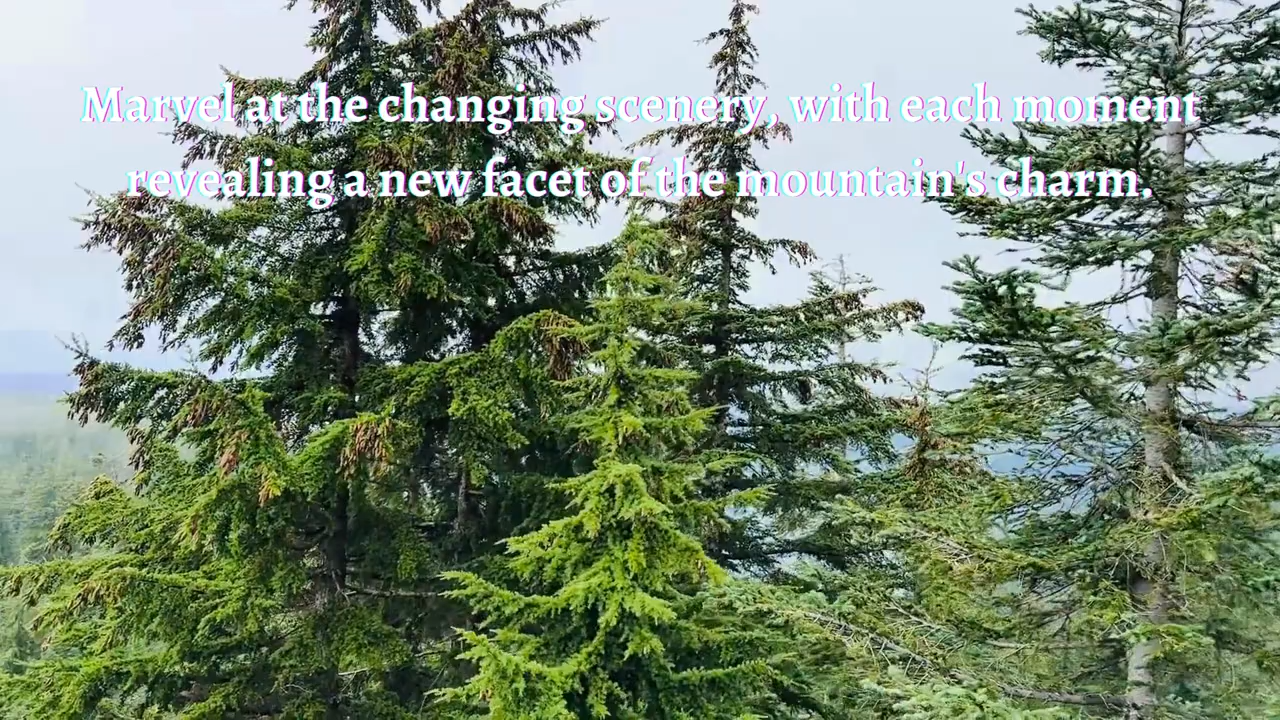 Marvel at the changing scenery, with each moment
revealing a new facet of the mountain's charm.